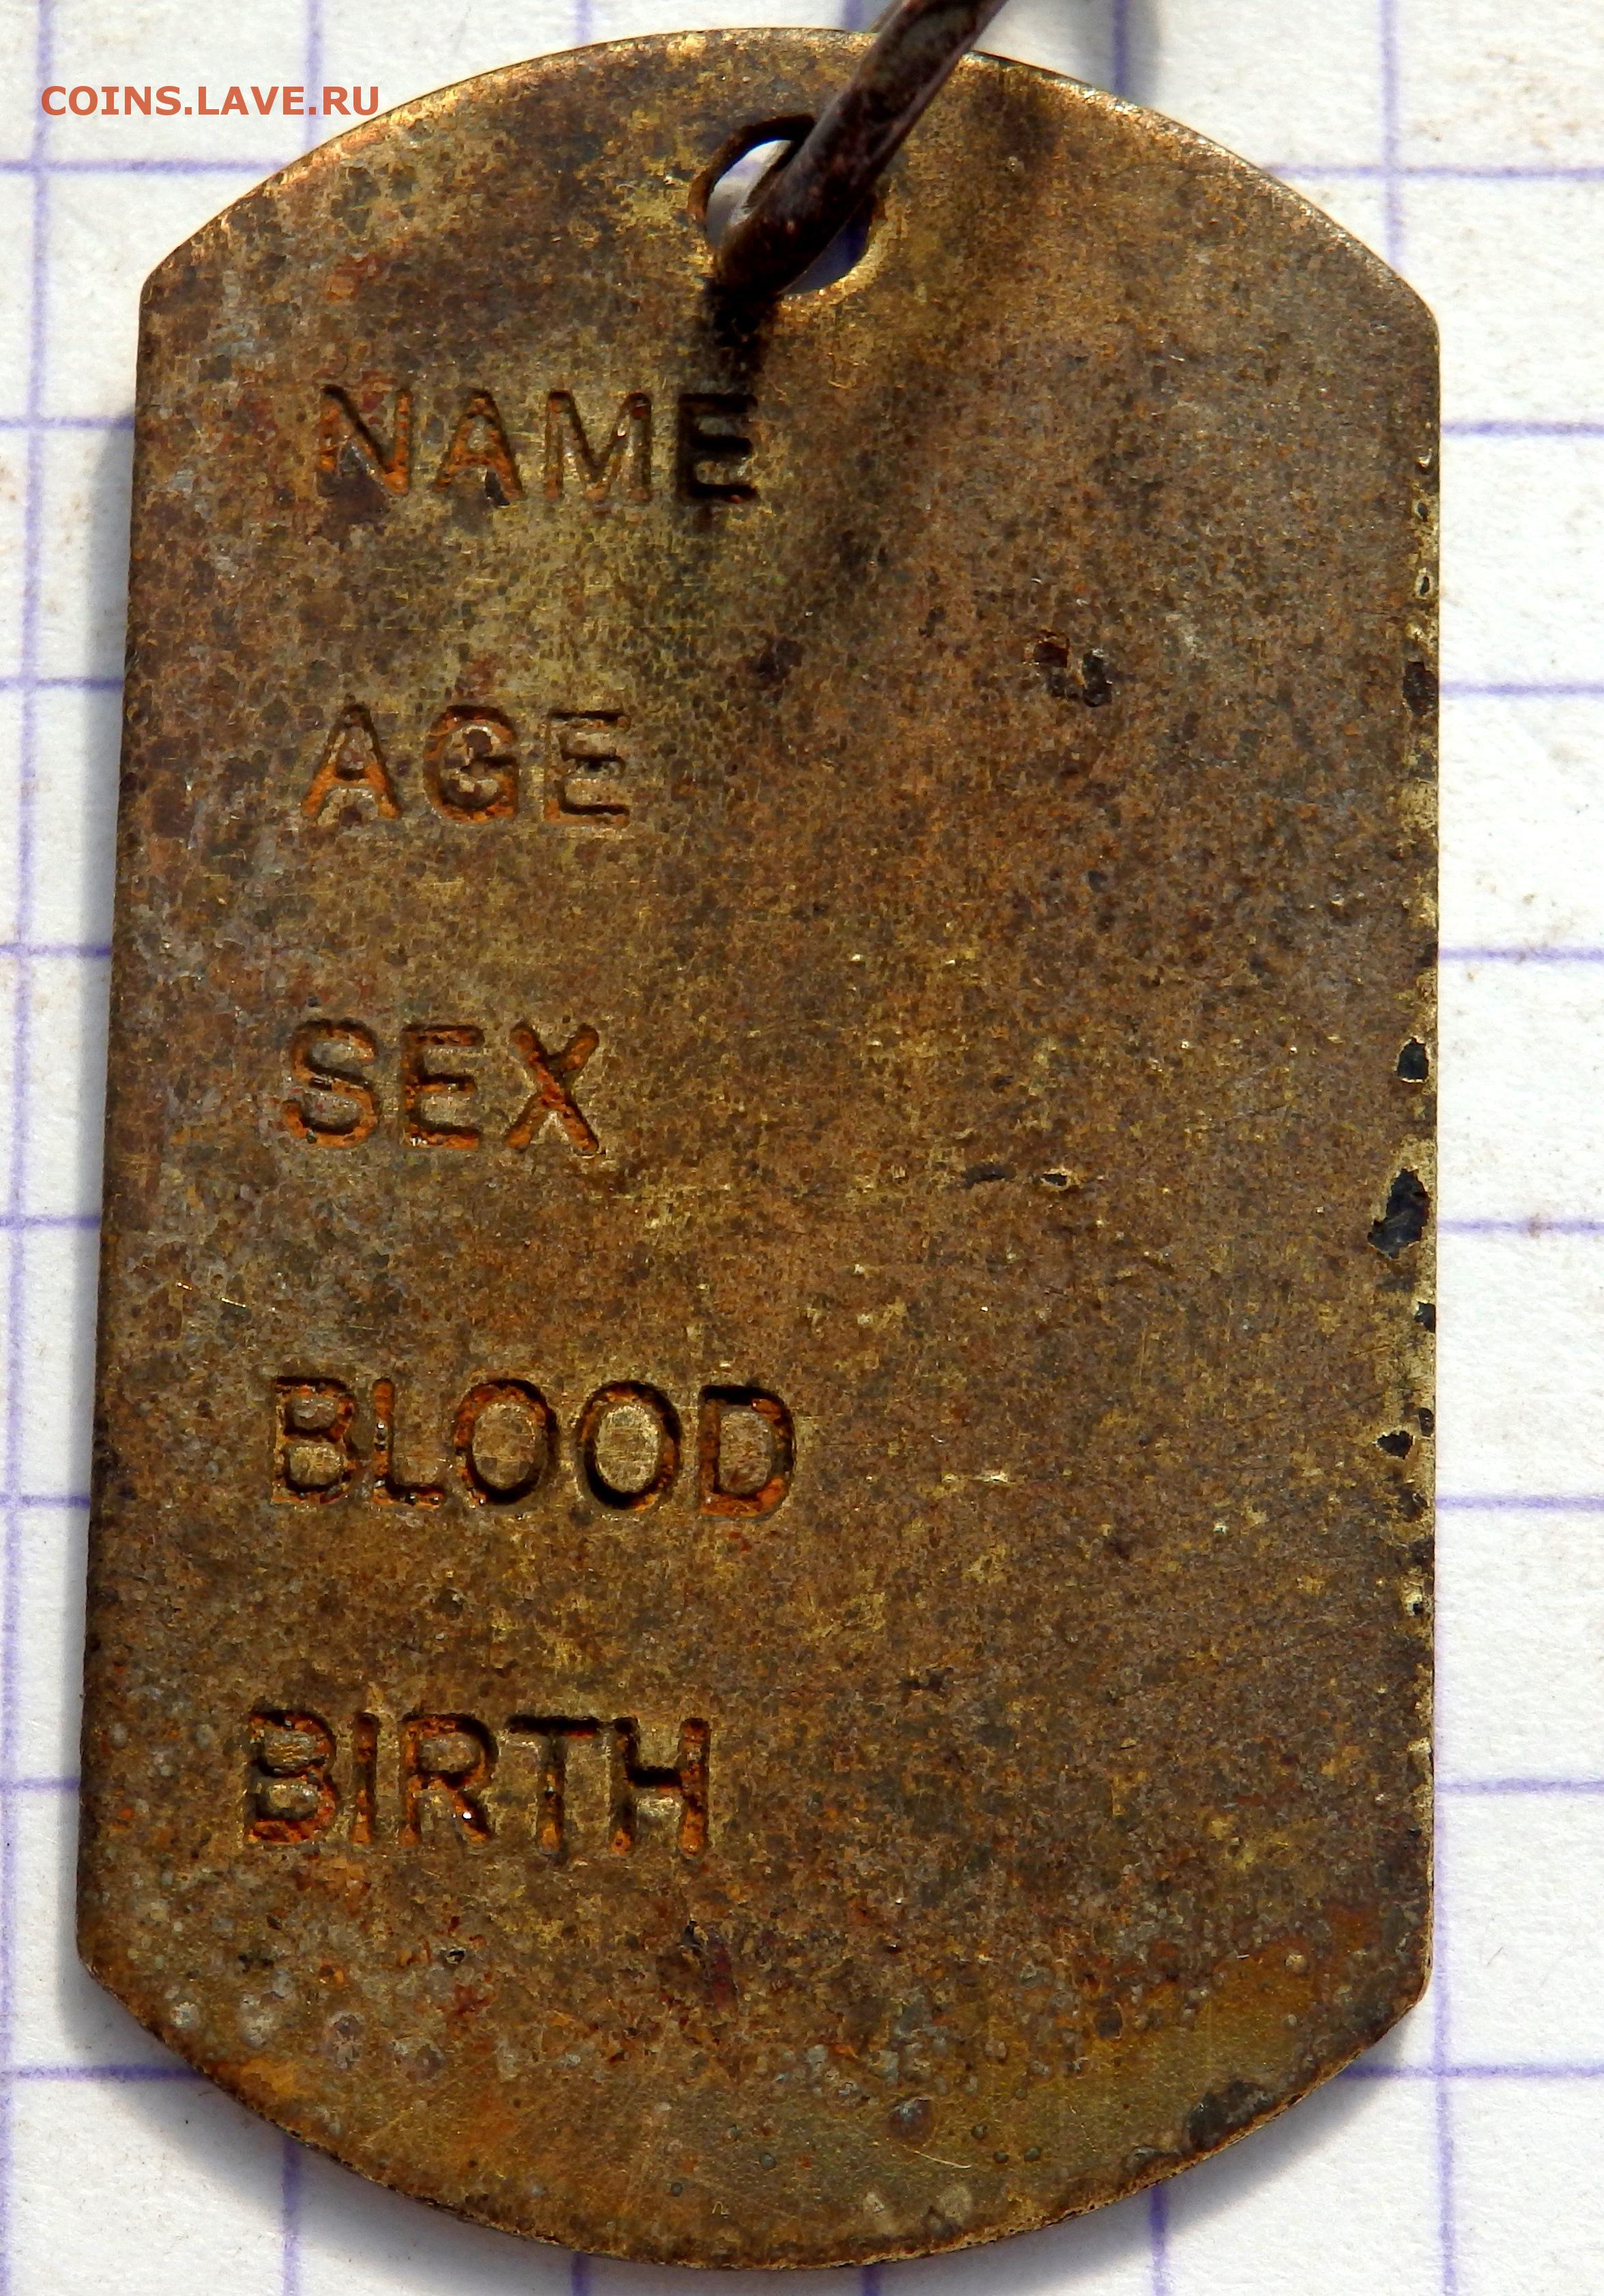 COINS.LAVE.RU
NAME
AGE
SEX
BLOOD
BIRTH